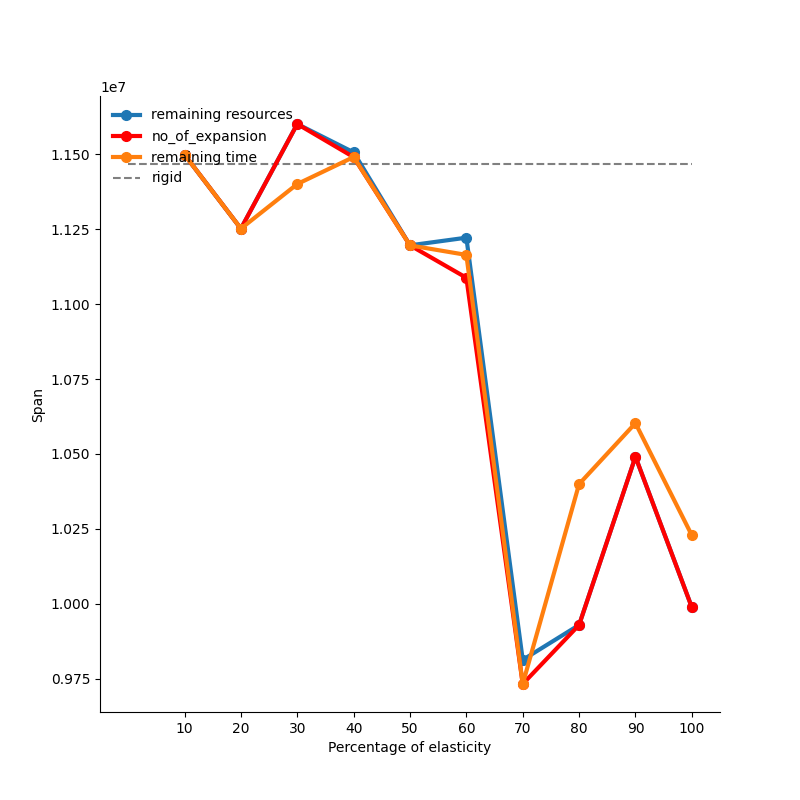 1e7
remaining resources
no_of_expansion
remaining time
rigid
1.150
1.125
1.100
1.075
1.050
1.025
1.000
0.975
Span
10 20 30 40 50 60 70 80 90 100
Percentage of elasticity